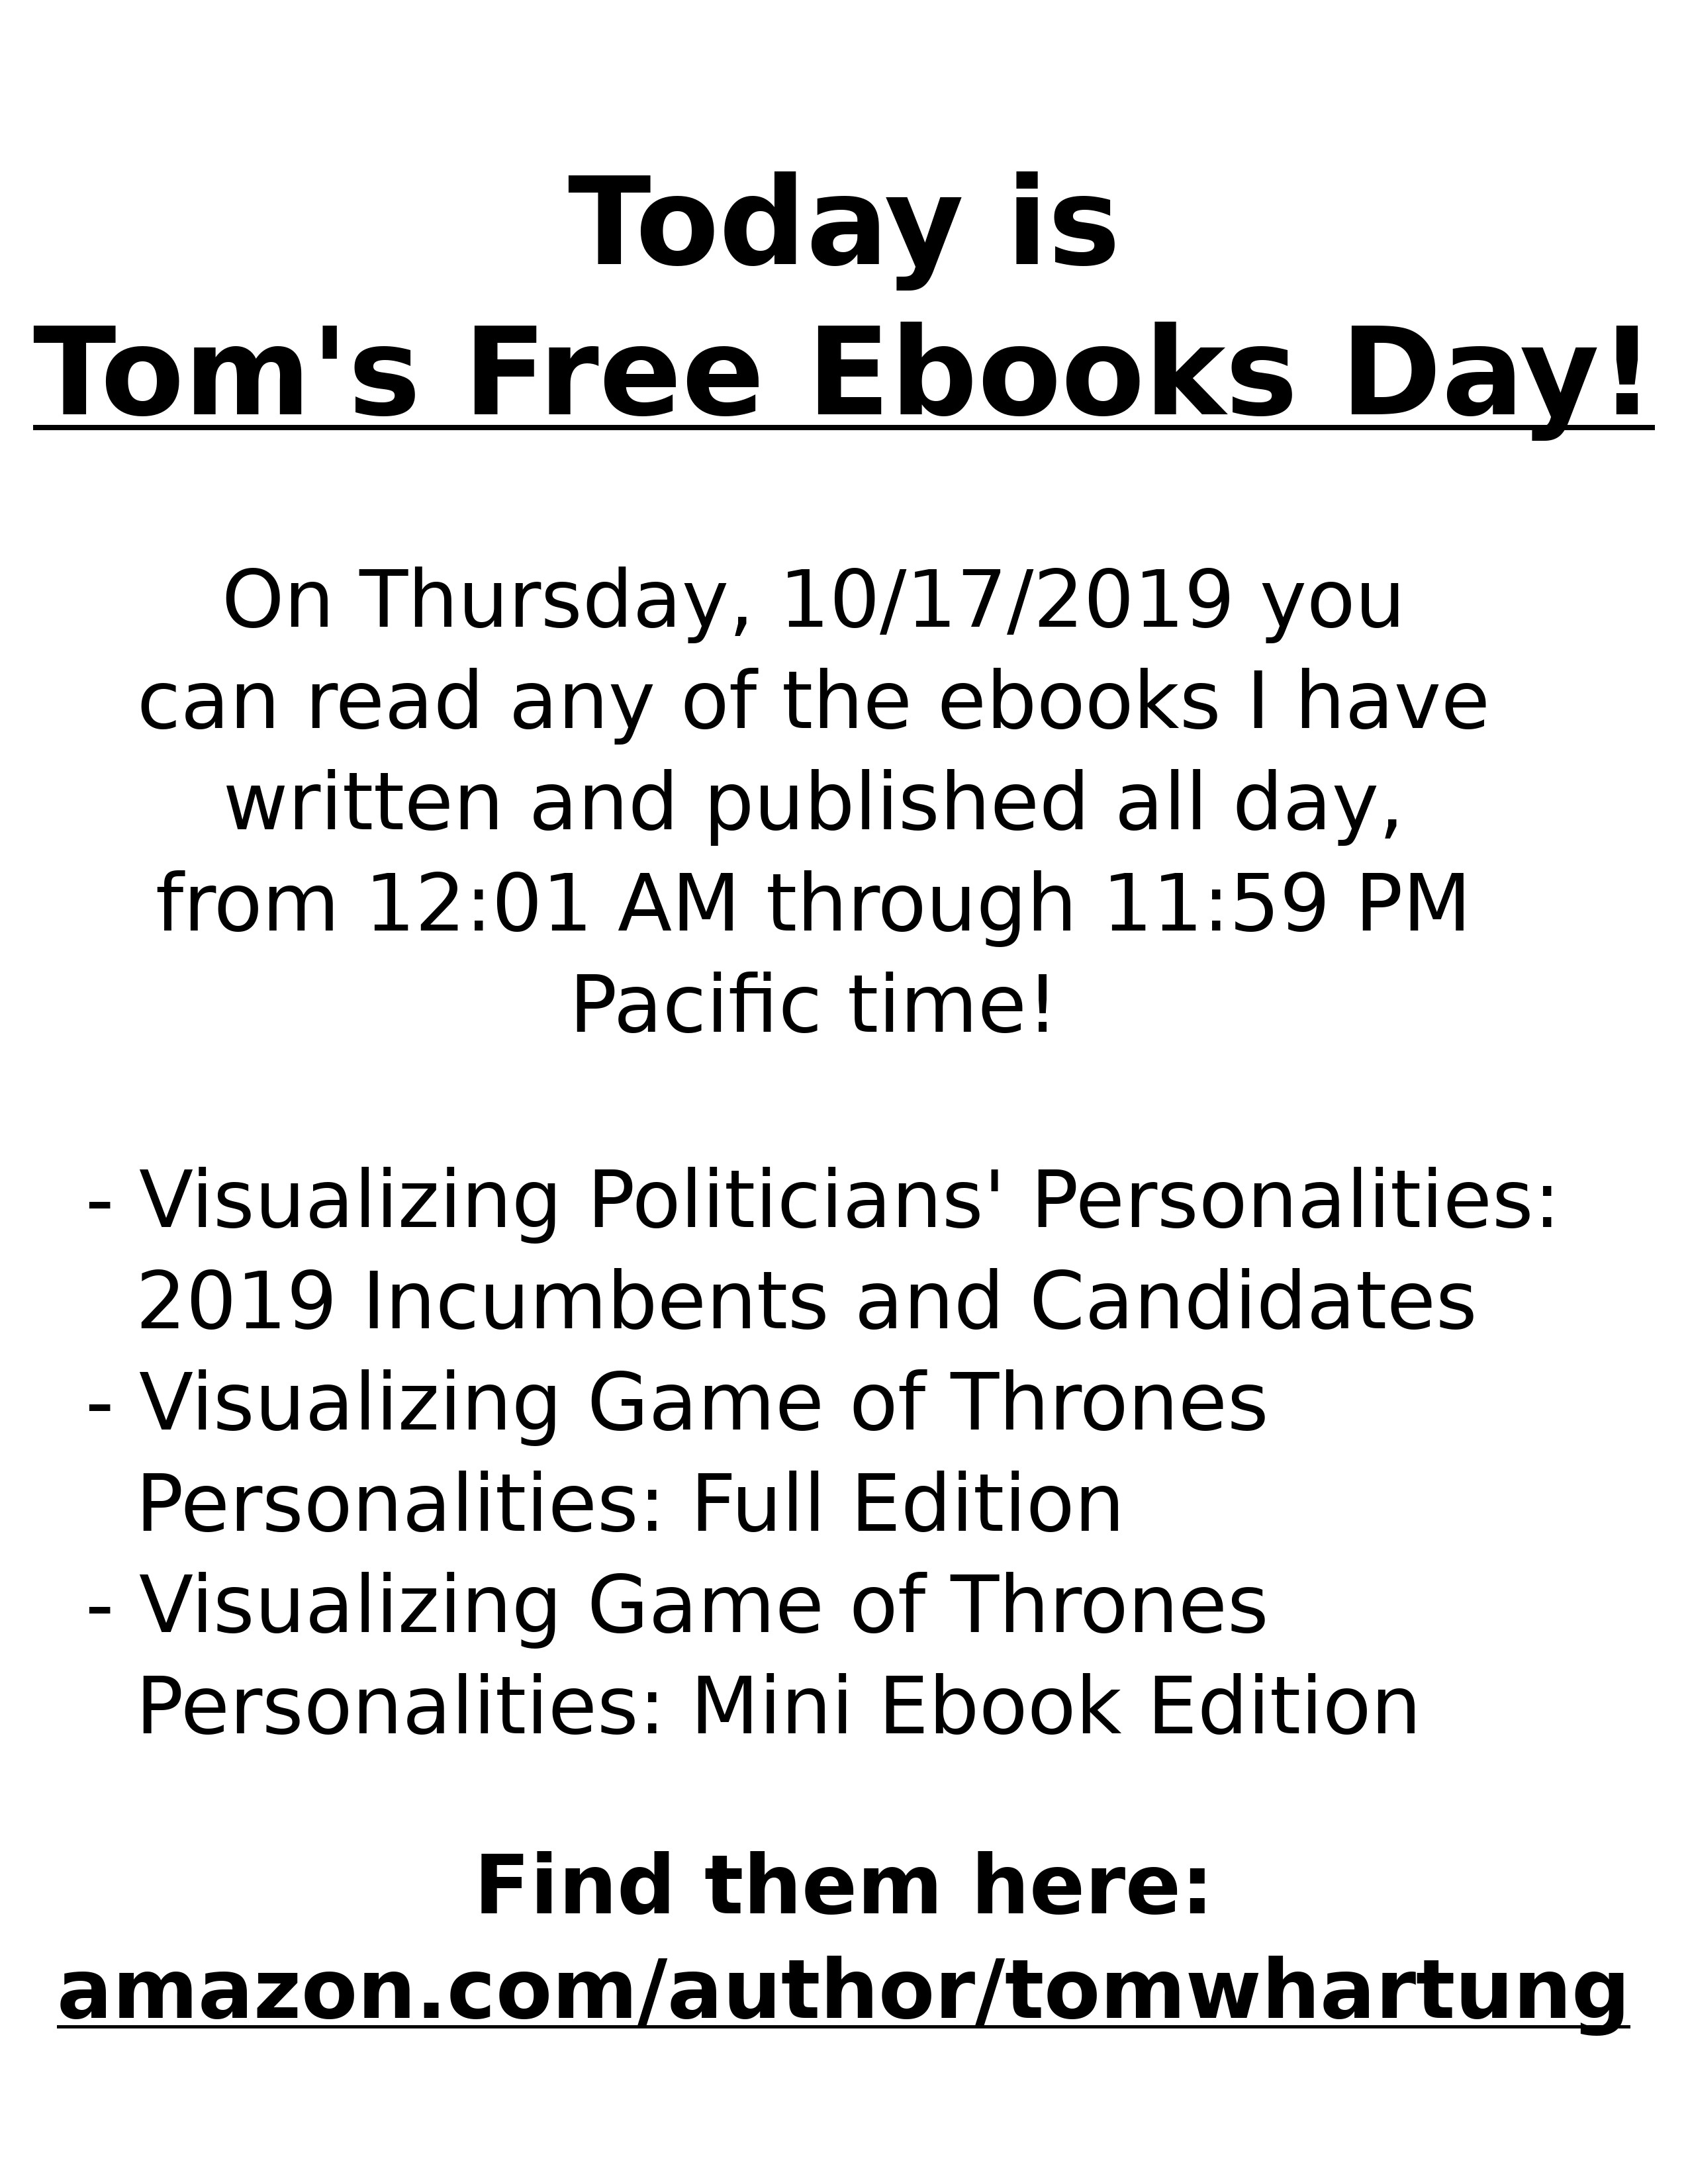 Today is
Tom's Free Ebooks Day!
On Thursday, 10/17/2019 you
can read any of the ebooks I have
written and published all day,
from 12:01 AM through 11:59 PM
Pacific time!
- Visualizing Politicians' Personalities:
2019 Incumbents and Candidates
- Visualizing Game of Thrones
Personalities: Full Edition
- Visualizing Game of Thrones
Personalities: Mini Ebook Edition
Find them here:
amazon.com/author/tomwhartung